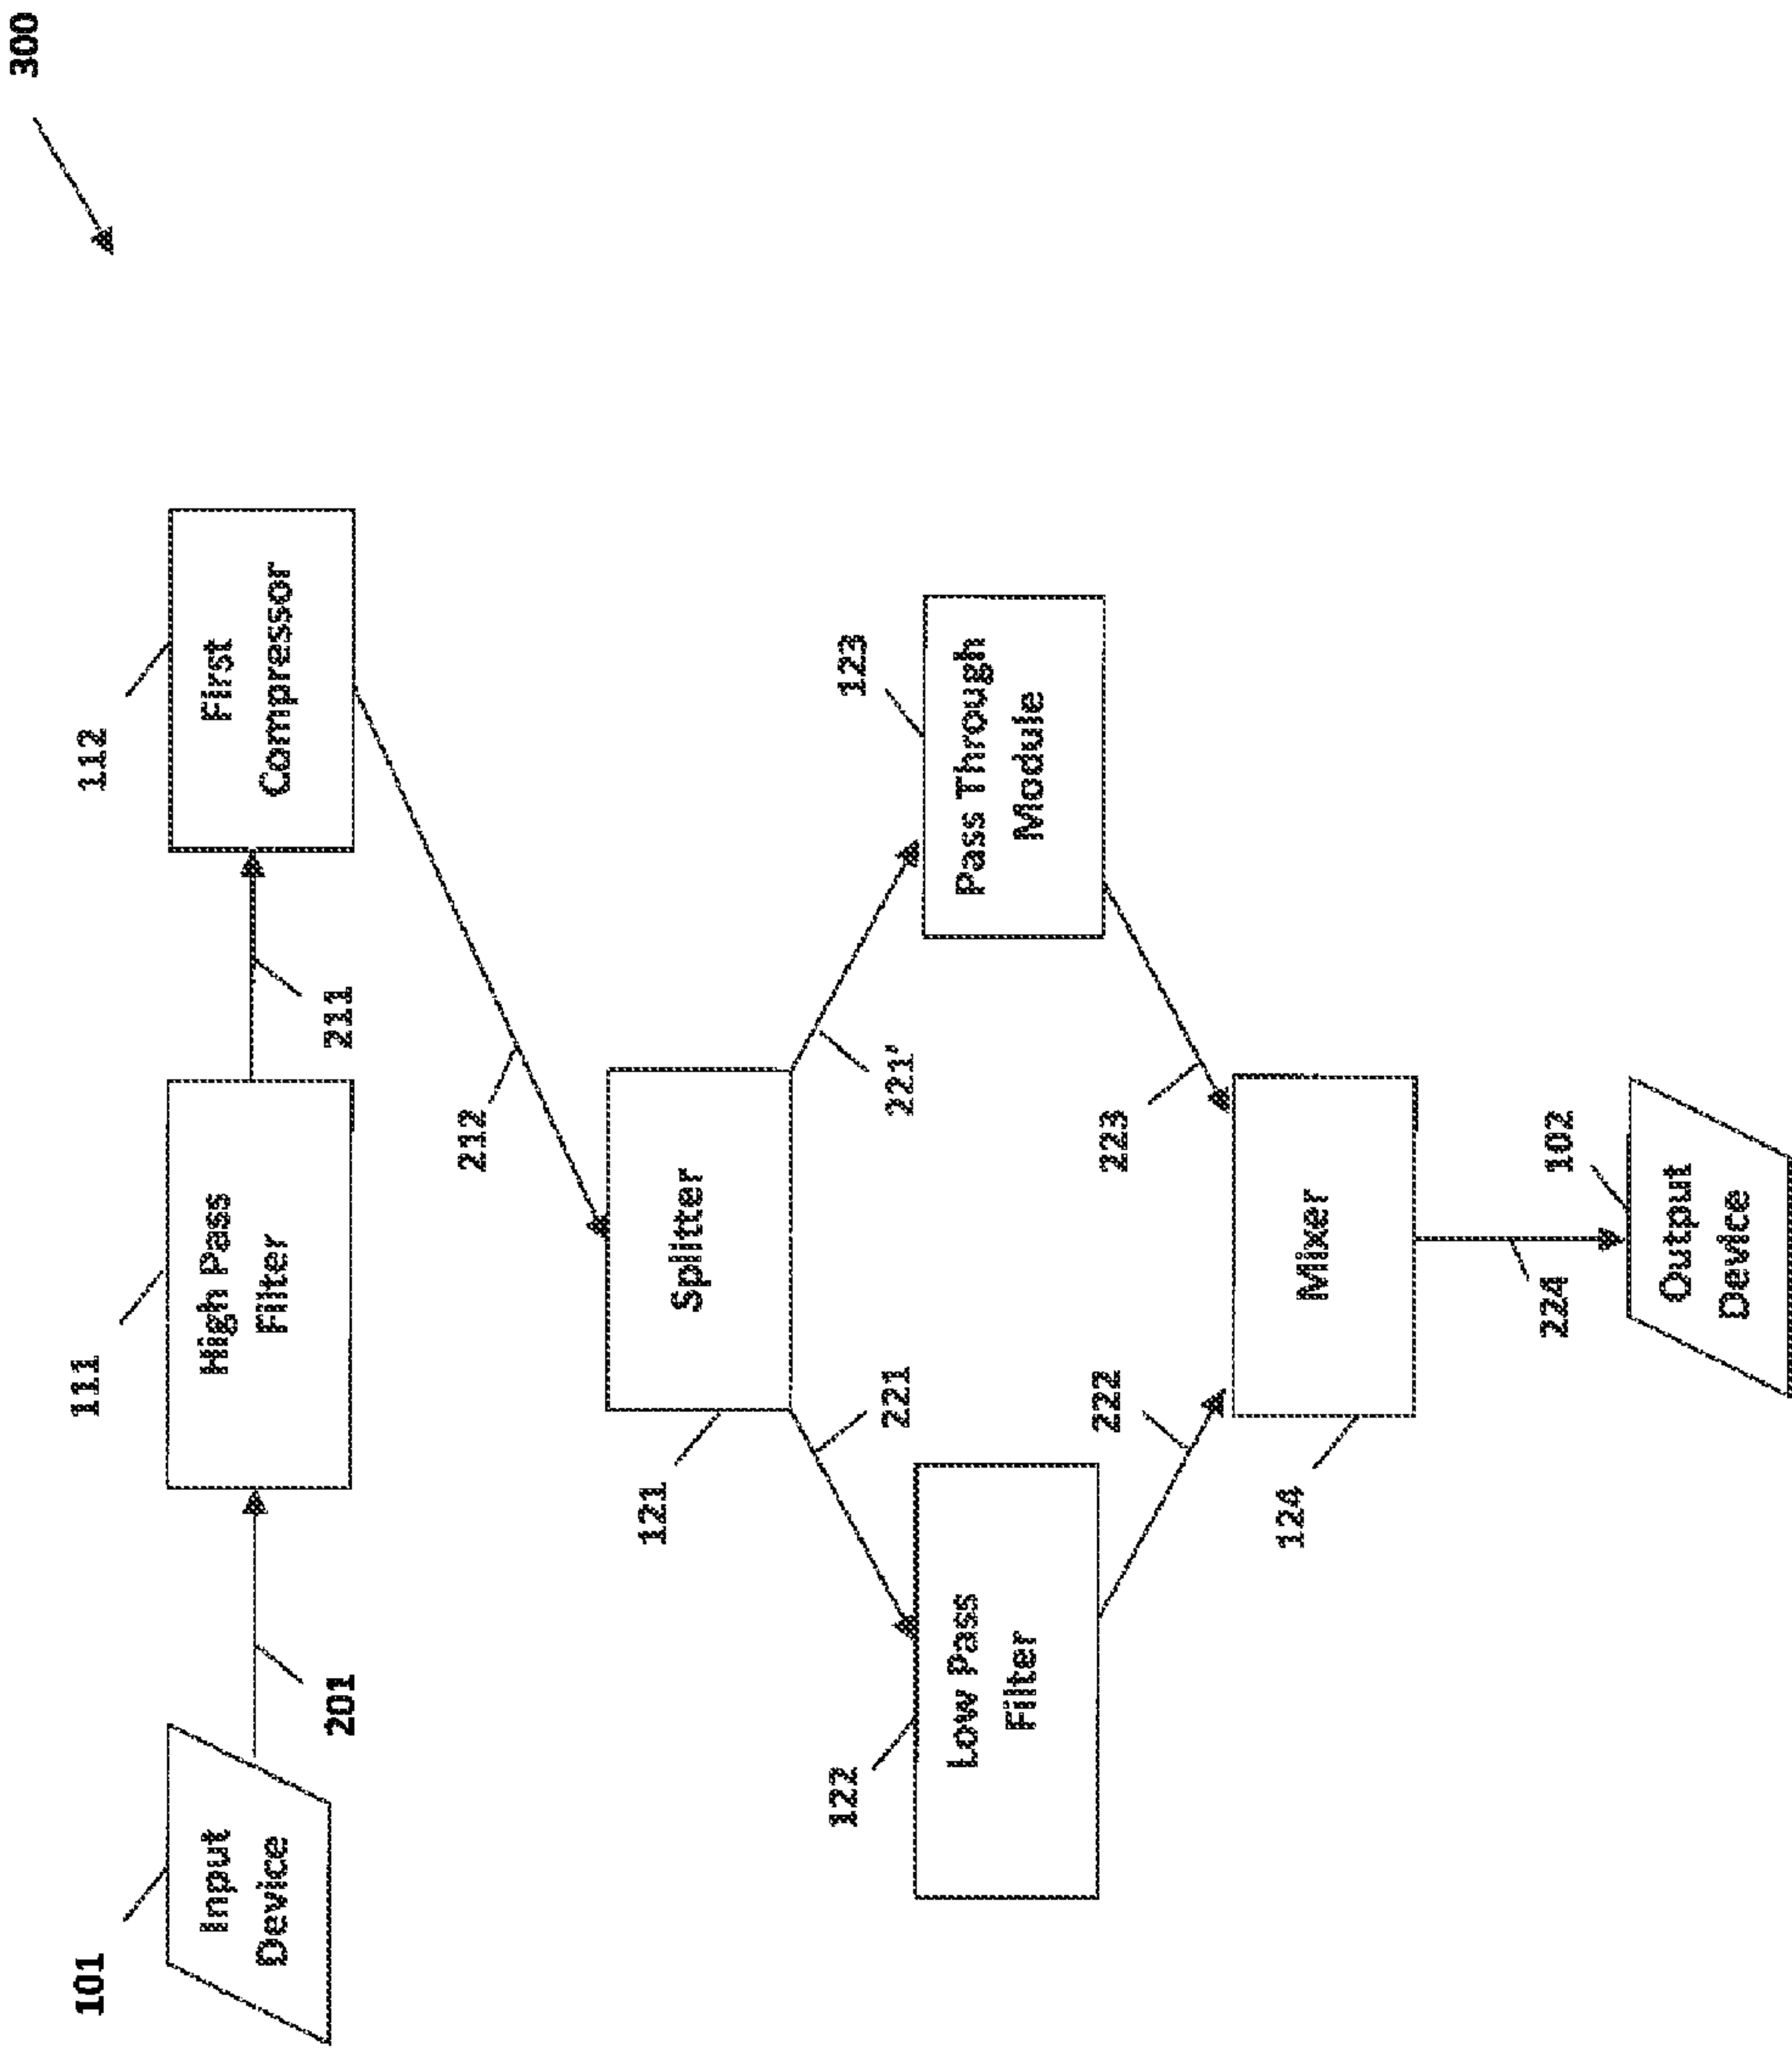 300
101
Input
Device
201
111
High Pass
Filter
211
112
First
Compressor
212
121
Splitter
221
221'
122
Low Pass
Filter
123
Pass Through
Module
222
223
124
Mixer
224
102
Output
Device